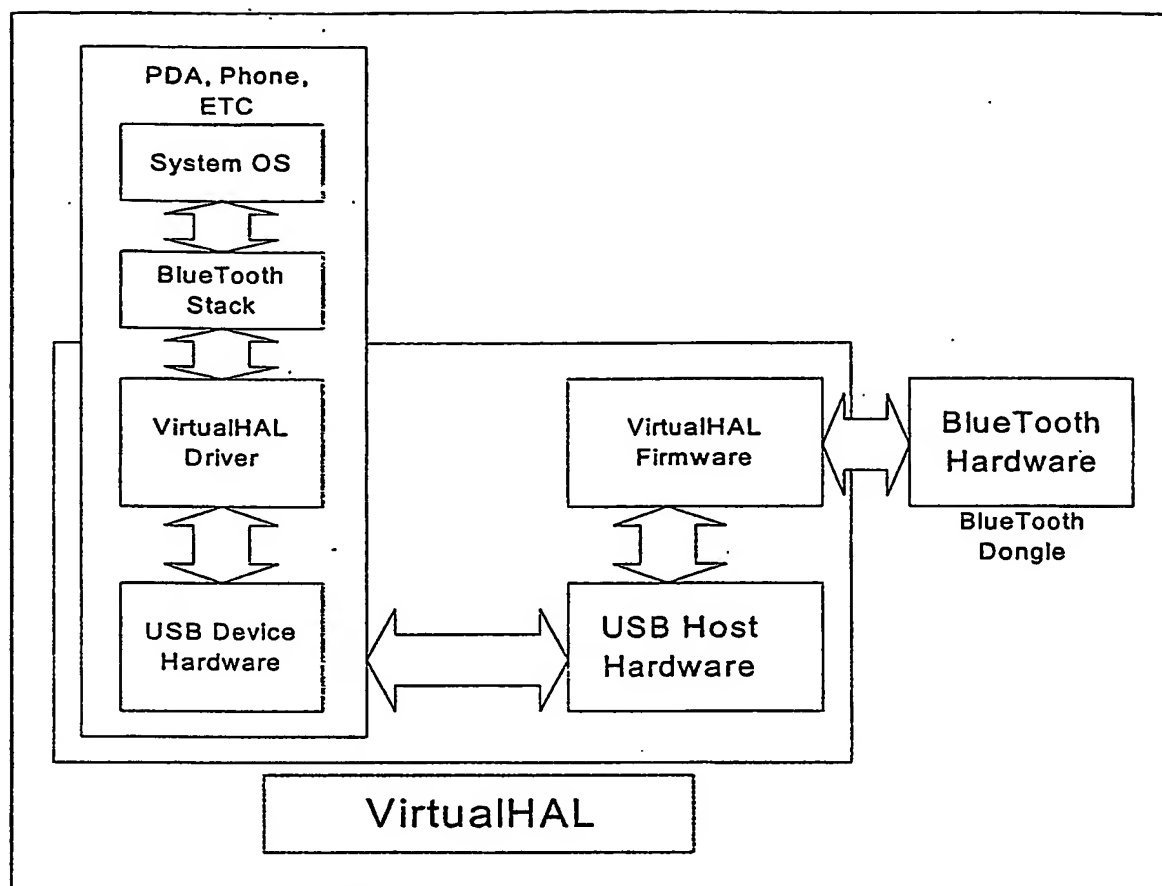 PDA, Phone,
ETC
System OS
BlueTooth
Stack
VirtualHAL
Driver
USB Device
Hardware
VirtualHAL
Firmware
USB Host
Hardware
BlueTooth
Hardware
BlueTooth
Dongle
VirtualHAL